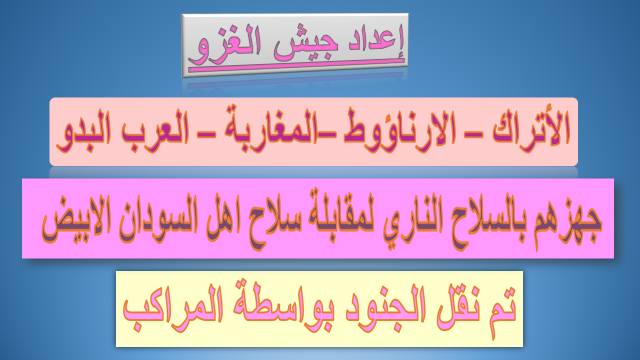 إعداد جيش الغزو
الأتراك – الارناؤوط –المغاربة – العرب البدو
جهزهم بالسلاح الناري لمقابلة سلاح اهل السودان الابيض
تم نقل الجنود بواسطة المراكب